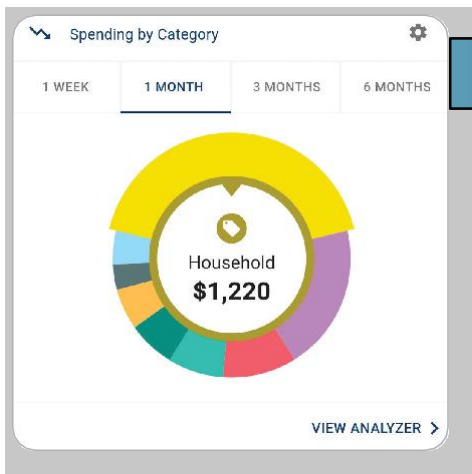 Spending by Category
1 WEEK 1 MONTH 3 MONTHS 6 MONTHS
Household
$1,220
VIEW ANALYZER